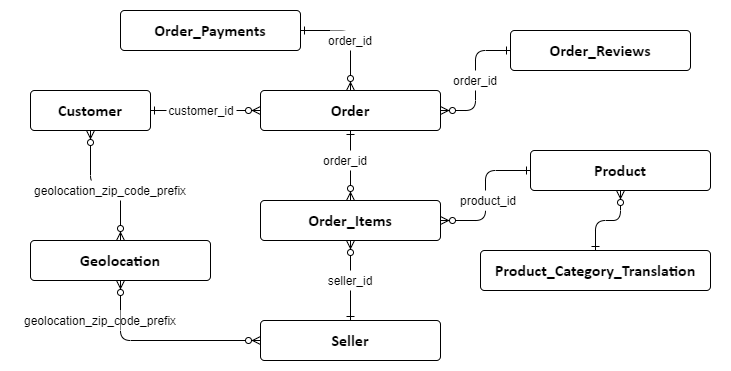 Order_Payments
order_id
Order_Reviews
order_id
Customer
customer_id
Order
order_id
geolocation_zip_code_prefix
Product
product_id
Order_Items
Geolocation
Product_Category_Translation
seller_id
geolocation_zip_code_prefix
Seller